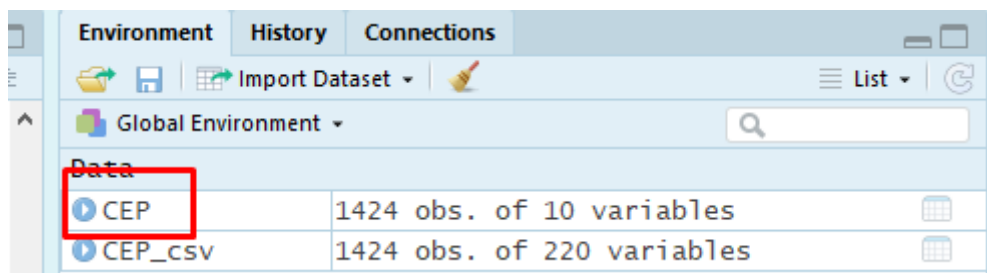 Environment History Connections
Import Dataset List
Global Environment
Data
CEP 1424 obs. of 10 variables
CEP_csv 1424 obs. of 220 variables